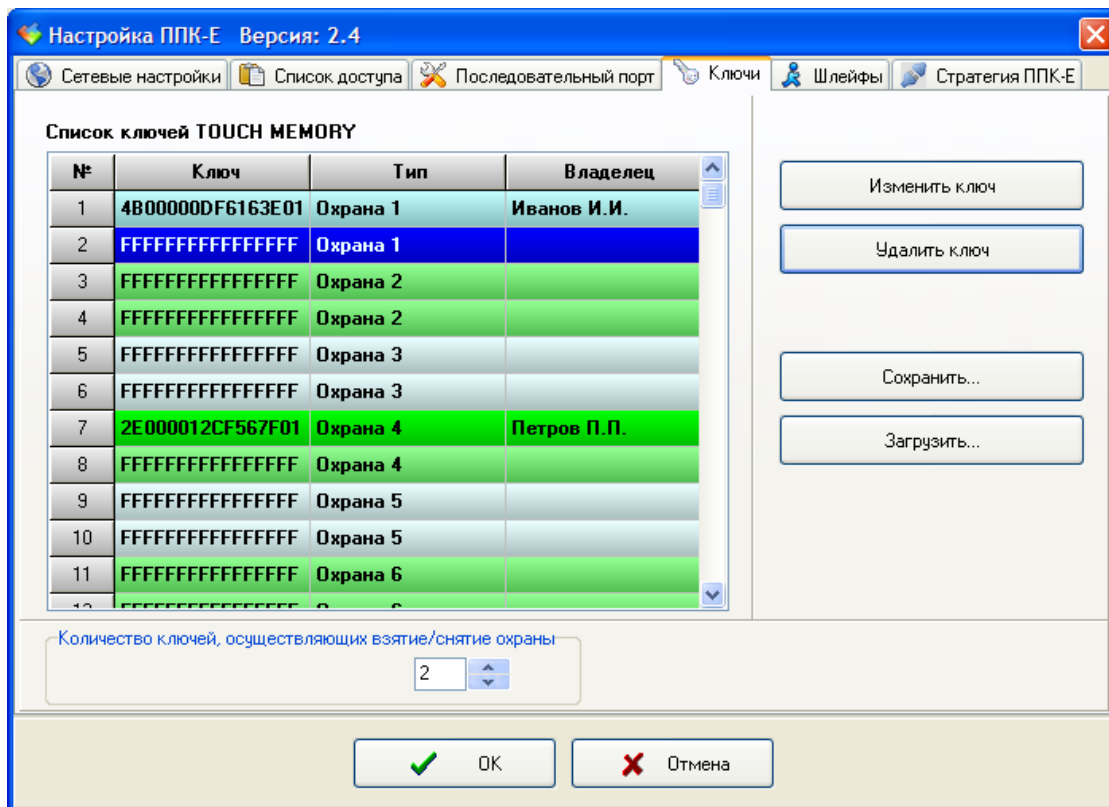 Настройка ППК-Е Версия: 2.4
Сетевые настройки Список доступа Последовательный порт Ключи Шлейфы Стратегия ППК-Е
Список ключей TOUCH MEMORY
№ Ключ Тип Владелец
1 4B00000DF6163E01 Охрана 1 Иванов И.И.
2 FFFFFFFFFFFFFFFF Охрана 1
3 FFFFFFFFFFFFFFFF Охрана 2
4 FFFFFFFFFFFFFFFF Охрана 2
5 FFFFFFFFFFFFFFFF Охрана 3
6 FFFFFFFFFFFFFFFF Охрана 3
7 2E000012CF567F01 Охрана 4 Петров П.П.
8 FFFFFFFFFFFFFFFF Охрана 4
9 FFFFFFFFFFFFFFFF Охрана 5
10 FFFFFFFFFFFFFFFF Охрана 5
11 FFFFFFFFFFFFFFFF Охрана 6
Изменить ключ
Удалить ключ
Сохранить...
Загрузить...
Количество ключей, осуществляющих взятие/снятие охраны
2
OK Отмена